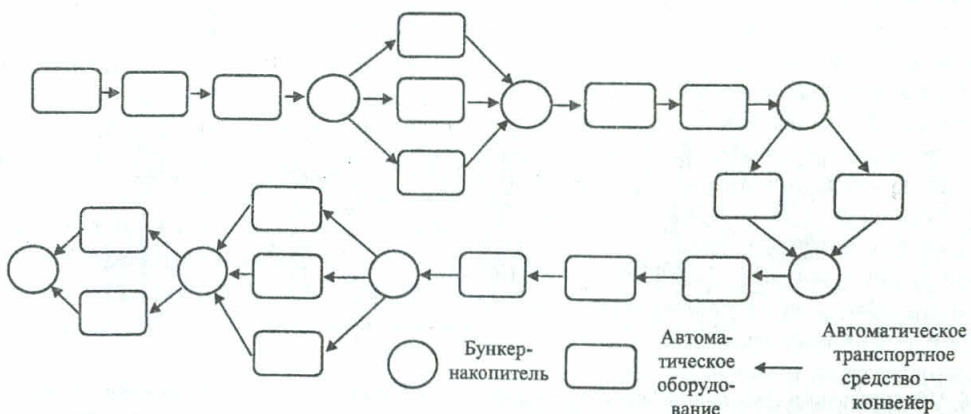 Бункер-
накопитель
Автома-
тическое
оборудо-
вание
Автоматическое
транспортное
средство —
конвейер